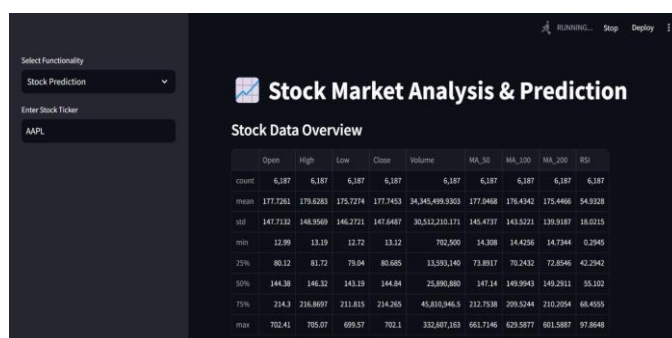 RUNNING... Stop Deploy
Select Functionality
Stock Prediction
Enter Stock Ticker
AAPL
Stock Market Analysis & Prediction
Stock Data Overview
Open High Low Close Volume MA_50 MA_100 MA_200 RSI
count 6,187 6,187 6,187 6,187 6,187 6,187 6,187 6,187 6,187
mean 177.7261 179.6283 175.7274 177.7453 34,345,499.9303 177.0468 176.4342 175.4466 54.9328
std 147.7132 148.9569 146.2721 147.6487 30,512,210.171 145.4737 143.5221 139.9187 18.0215
min 12.99 13.19 12.72 13.12 702,500 14.308 14.4256 14.7344 0.2945
25% 80.12 81.72 79.04 80.685 13,593,140 73.8917 70.2432 72.8546 42.2942
50% 144.38 146.32 143.19 144.84 25,890,880 147.14 149.9943 149.2911 55.102
75% 214.3 216.8697 211.815 214.265 45,810,946.5 212.7538 209.5244 210.2054 68.4555
max 702.41 705.07 699.57 702.1 332,607,163 661.7146 629.5877 601.5887 97.8648